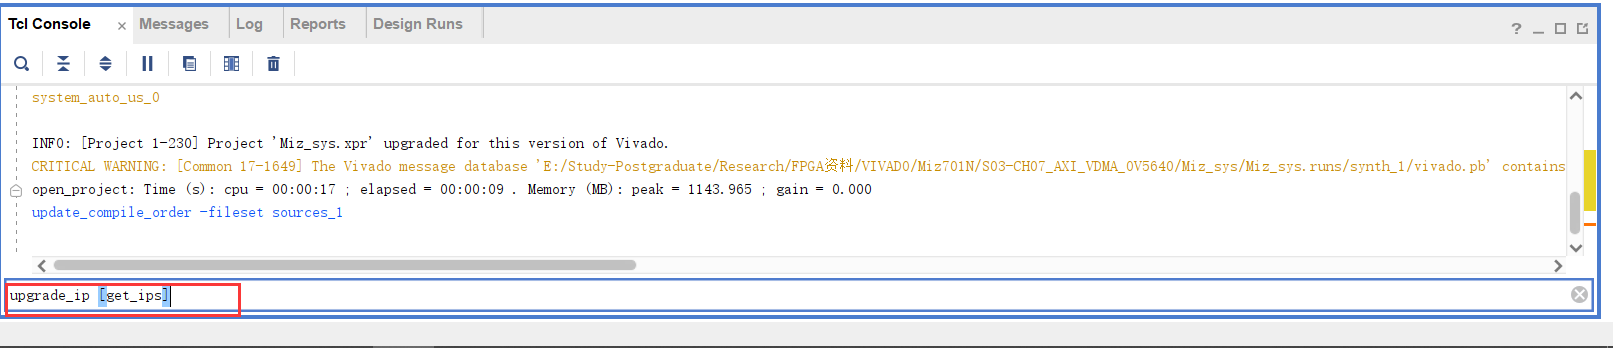 Tcl Console × Messages Log Reports Design Runs ?
system_auto_us_0
INFO: [Project 1-230] Project 'Miz_sys.xpr' upgraded for this version of Vivado.
CRITICAL WARNING: [Common 17-1649] The Vivado message database 'E:/Study-Postgraduate/Research/FPGA资料/VIVADO/Miz701N/S03-CH07_AXI_VDMA_OV5640/Miz_sys/Miz_sys.runs/synth_1/vivado.pb' contains
open_project: Time (s): cpu = 00:00:17 ; elapsed = 00:00:09 . Memory (MB): peak = 1143.965 ; gain = 0.000
update_compile_order -fileset sources_1
upgrade_ip [get_ips]